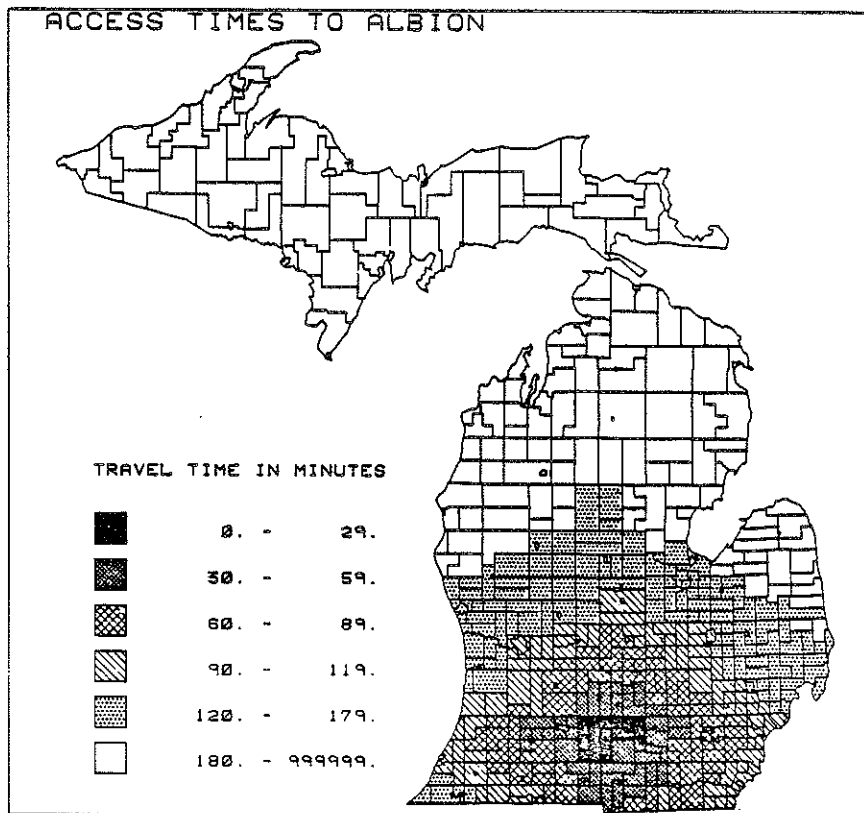 ACCESS TIMES TO ALBION
TRAVEL TIME IN MINUTES
0. - 29.
30. - 59.
60. - 89.
90. - 119.
120. - 179.
180. - 999999.